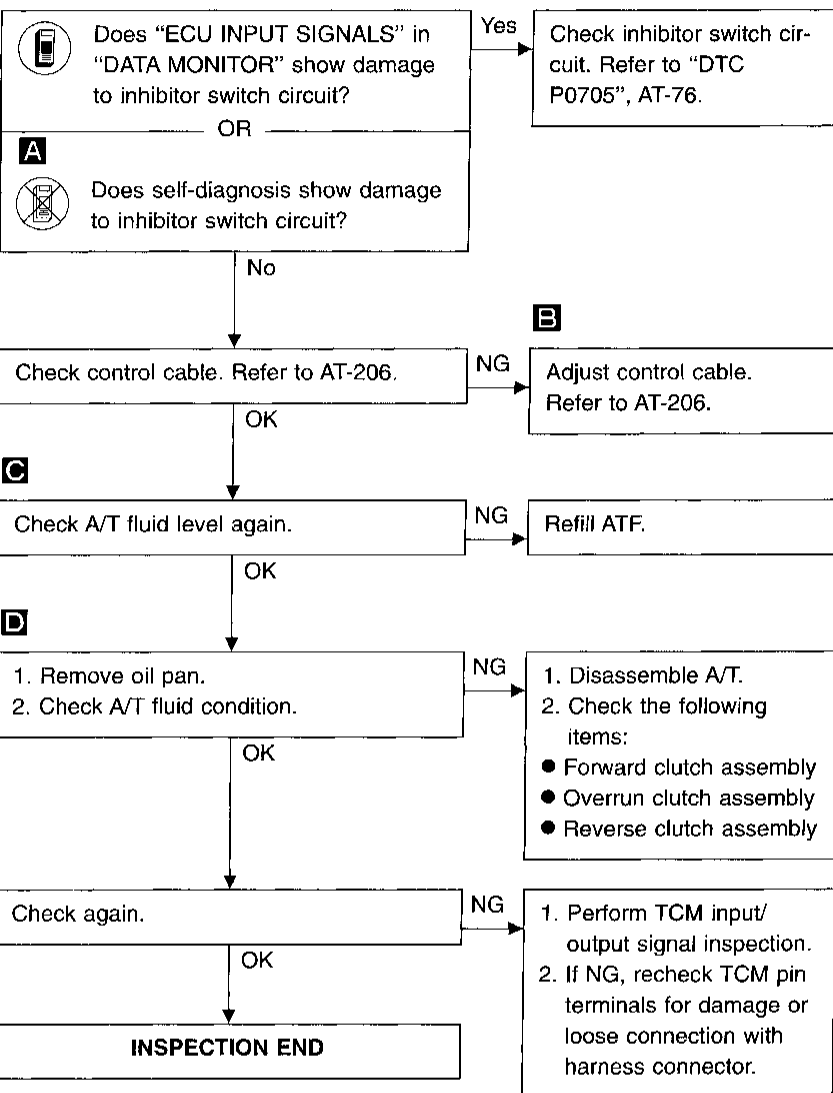 Does “ECU INPUT SIGNALS” in
“DATA MONITOR” show damage
to inhibitor switch circuit?
Yes
Check inhibitor switch cir-
cuit. Refer to “DTC
P0705”, AT-76.
OR
A
Does self-diagnosis show damage
to inhibitor switch circuit?
No
B
Check control cable. Refer to AT-206.
NG
Adjust control cable.
Refer to AT-206.
OK
C
Check A/T fluid level again.
NG
Refill ATF.
OK
D
1. Remove oil pan.
2. Check A/T fluid condition.
NG
1. Disassemble A/T.
2. Check the following
items:
● Forward clutch assembly
● Overrun clutch assembly
● Reverse clutch assembly
OK
Check again.
NG
1. Perform TCM input/
output signal inspection.
2. If NG, recheck TCM pin
terminals for damage or
loose connection with
harness connector.
OK
INSPECTION END